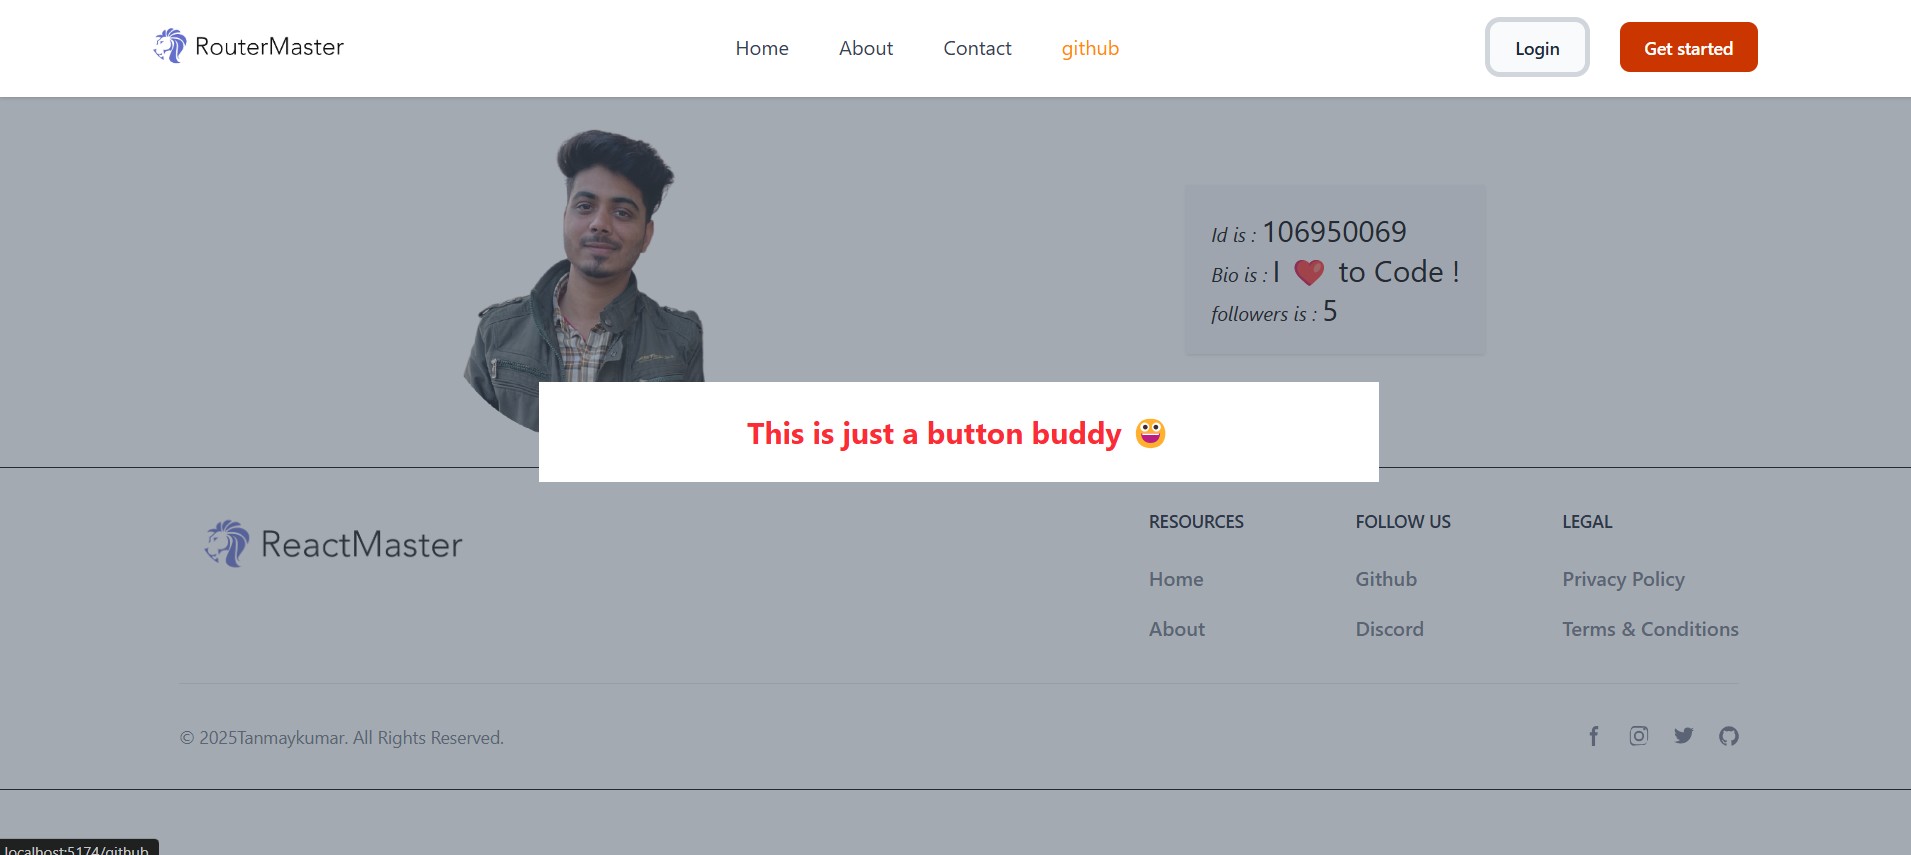 RouterMaster
Home About Contact github
Login Get started
Id is : 106950069
Bio is : I ❤️ to Code !
followers is : 5
This is just a button buddy 😀
ReactMaster
RESOURCES FOLLOW US LEGAL
Home Github Privacy Policy
About Discord Terms & Conditions
© 2025Tanmaykumar. All Rights Reserved.
localhost:5174/github